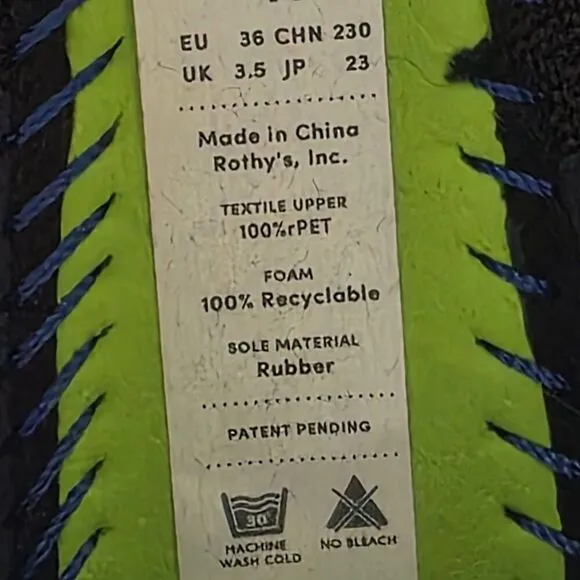 EU 36 CHN 230
UK 3.5 JP 23
Made in China
Rothy's, Inc.
TEXTILE UPPER
100%rPET
FOAM
100% Recyclable
SOLE MATERIAL
Rubber
PATENT PENDING
30°
MACHINE NO BLEACH
WASH COLD